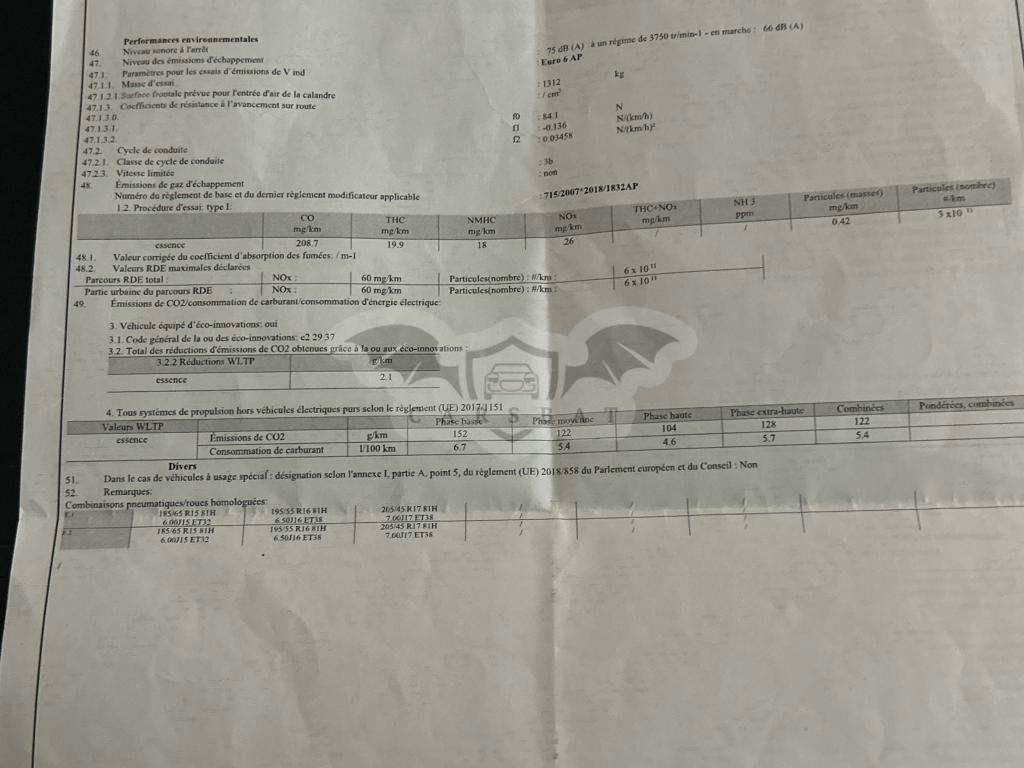 Performances environnementales
46. Niveau sonore à l'arrêt : 75 dB (A) à un régime de 3750 tr/min-1 - en marche : 66 dB (A)
47. Niveau des émissions d'échappement : Euro 6 AP
47.1. Paramètres pour les essais d'émissions de V ind
47.1.1. Masse d'essai : 1312 kg
47.1.2.1. Surface frontale prévue pour l'entrée d'air de la calandre : / cm²
47.1.3. Coefficients de résistance à l'avancement sur route
47.1.3.0. f0 : 84.1 N
47.1.3.1. f1 : -0.136 N/(km/h)
47.1.3.2. f2 : 0.03458 N/(km/h)²
47.2. Cycle de conduite
47.2.1. Classe de cycle de conduite : 3b
47.2.3. Vitesse limitée : non
48. Émissions de gaz d'échappement
Numéro du règlement de base et du dernier règlement modificateur applicable : 715/2007*2018/1832AP
1.2. Procédure d'essai: type I:
CO THC NMHC NOx THC+NOx NH 3 Particules (masses) Particules (nombre)
mg/km mg/km mg/km mg/km mg/km ppm mg/km #/km
essence 208.7 19.9 18 26 / / 0.42 5 x10 11
48.1. Valeur corrigée du coefficient d'absorption des fumées: / m-1
48.2. Valeurs RDE maximales déclarées
Parcours RDE total : NOx : 60 mg/km Particules(nombre) : #/km : 6 x 10 11
Partie urbaine du parcours RDE : NOx : 60 mg/km Particules(nombre) : #/km : 6 x 10 11
49. Émissions de CO2/consommation de carburant/consommation d'énergie électrique:
3. Véhicule équipé d'éco-innovations: oui
3.1. Code général de la ou des éco-innovations: e2 29 37
3.2. Total des réductions d'émissions de CO2 obtenues grâce à la ou aux éco-innovations :
3.2.2 Réductions WLTP g/km
essence 2.1
CARSBAT
4. Tous systèmes de propulsion hors véhicules électriques purs selon le règlement (UE) 2017/1151
Valeurs WLTP Phase basse Phase moyenne Phase haute Phase extra-haute Combinées Pondérées, combinées
essence Émissions de CO2 g/km 152 122 104 128 122
Consommation de carburant l/100 km 6.7 5.4 4.6 5.7 5.4
Divers
51. Dans le cas de véhicules à usage spécial : désignation selon l'annexe I, partie A, point 5, du règlement (UE) 2018/858 du Parlement européen et du Conseil : Non
52. Remarques:
Combinaisons pneumatiques/roues homologuées:
E.1 185/65 R15 81H 195/55 R16 81H 205/45 R17 81H / / /
6.00J15 ET32 6.50J16 ET38 7.00J17 ET38
E.2 185/65 R15 81H 195/55 R16 81H 205/45 R17 81H / / /
6.00J15 ET32 6.50J16 ET38 7.00J17 ET38